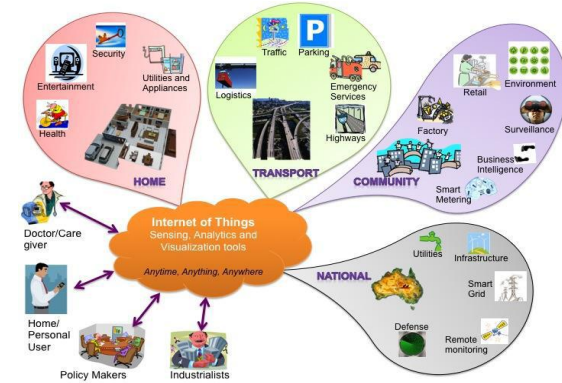 Security
Entertainment
Utilities and
Appliances
Health
HOME
Traffic
Parking
Logistics
Emergency
Services
Highways
TRANSPORT
Retail
Environment
Factory
Surveillance
Business
Intelligence
COMMUNITY
Smart
Metering
Internet of Things
Sensing, Analytics and
Visualization tools
Anytime, Anything, Anywhere
Doctor/Care
giver
Home/
Personal
User
Policy Makers
Industrialists
NATIONAL
Utilities
Infrastructure
Smart
Grid
Defense
Remote
monitoring